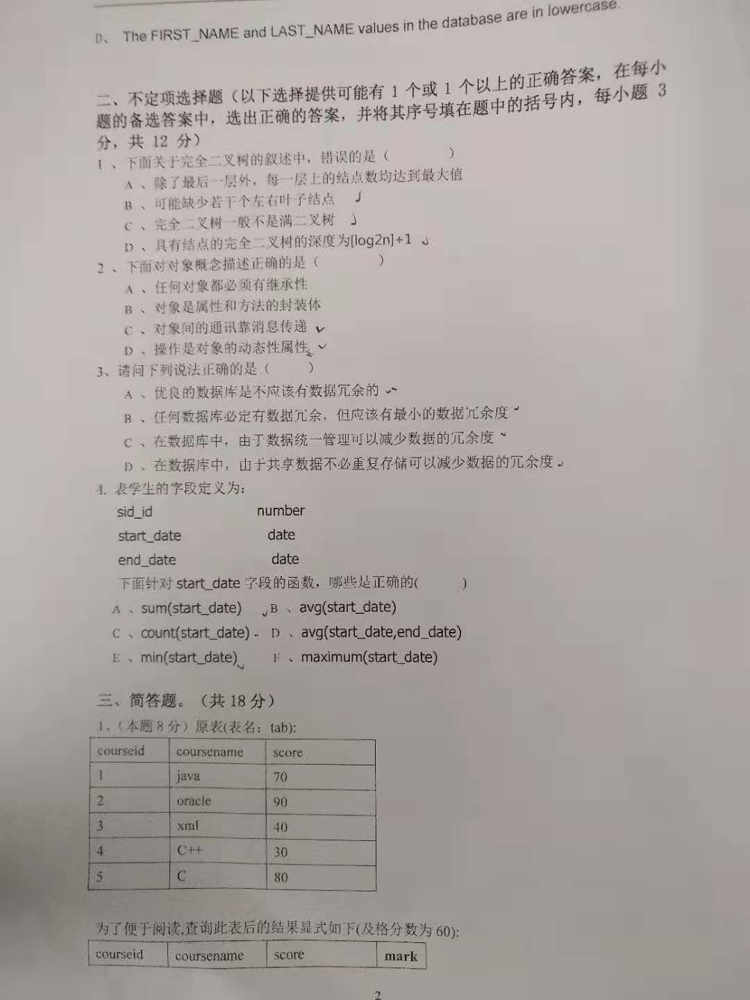 D、 The FIRST_NAME and LAST_NAME values in the database are in lowercase.
二、不定项选择题（以下选择提供可能有 1 个或 1 个以上的正确答案，在每小
题的备选答案中，选出正确的答案，并将其序号填在题中的括号内，每小题 3
分，共 12 分）
1 、下面关于完全二叉树的叙述中，错误的是（ ）
A 、除了最后一层外，每一层上的结点数均达到最大值
B 、可能缺少若干个左右叶子结点
C 、完全二叉树一般不是满二叉树
D 、具有结点的完全二叉树的深度为[log2n]+1
2 、下面对对象概念描述正确的是（ ）
A 、任何对象都必须有继承性
B 、对象是属性和方法的封装体
C 、对象间的通讯靠消息传递
D 、操作是对象的动态性属性
3、请问下列说法正确的是（ ）
A 、优良的数据库是不应该有数据冗余的
B 、任何数据库必定有数据冗余，但应该有最小的数据冗余度
C 、在数据库中，由于数据统一管理可以减少数据的冗余度
D 、在数据库中，由于共享数据不必重复存储可以减少数据的冗余度
4. 表学生的字段定义为：
sid_id number
start_date date
end_date date
下面针对 start_date 字段的函数，哪些是正确的( )
A 、sum(start_date) B 、avg(start_date)
C 、count(start_date) D 、avg(start_date,end_date)
E 、min(start_date) F 、maximum(start_date)
三、简答题。（共 18 分）
1、（本题 8 分）原表(表名：tab):
courseid coursename score
1 java 70
2 oracle 90
3 xml 40
4 C++ 30
5 C 80
为了便于阅读,查询此表后的结果显式如下(及格分数为 60):
courseid coursename score mark
2